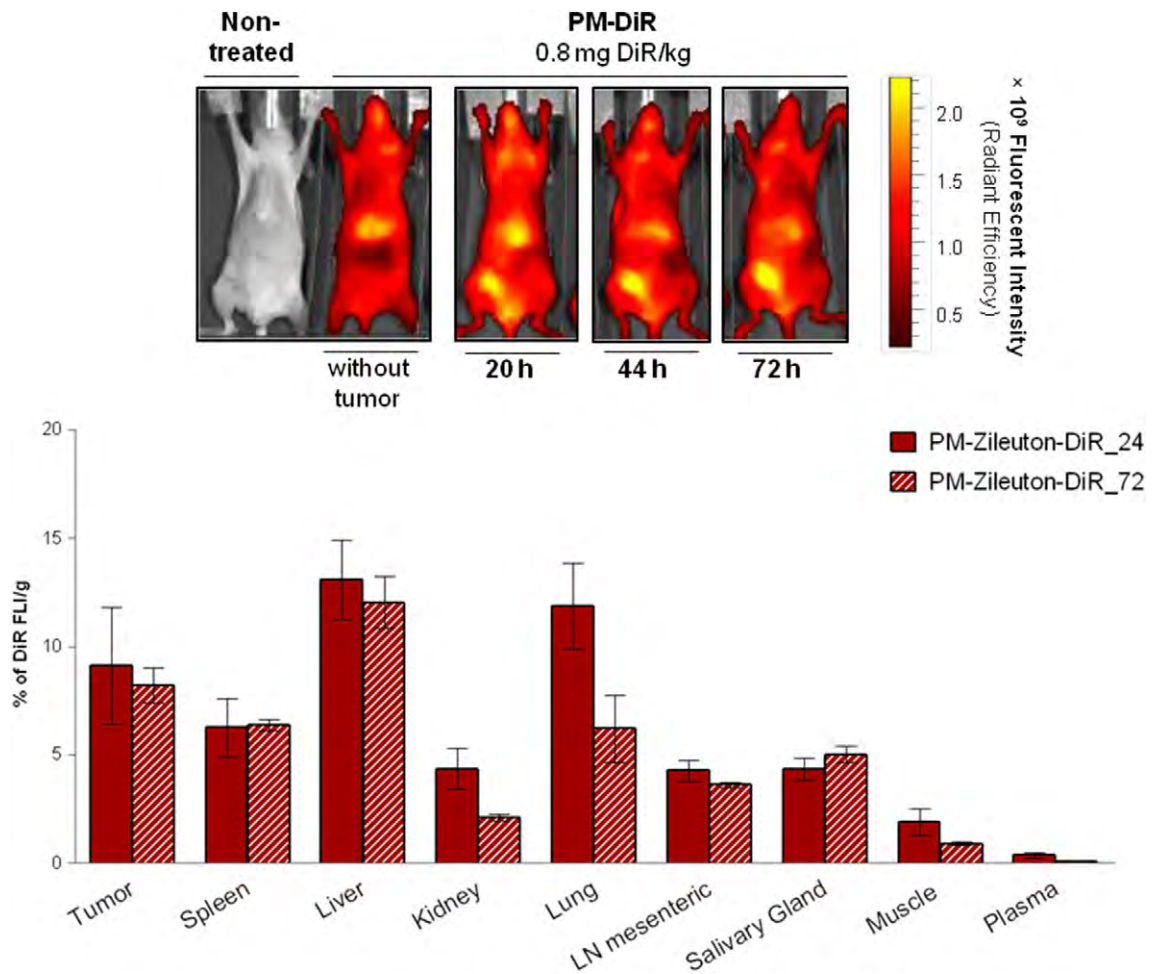 Non-
treated
PM-DiR
0.8 mg DiR/kg
without
tumor
20 h
44 h
72 h
2.0
1.5
1.0
0.5
× 10⁹ Fluorescent Intensity
(Radiant Efficiency)
PM-Zileuton-DiR_24
PM-Zileuton-DiR_72
% of DiR FLI/g
20
15
10
5
0
Tumor
Spleen
Liver
Kidney
Lung
LN mesenteric
Salivary Gland
Muscle
Plasma